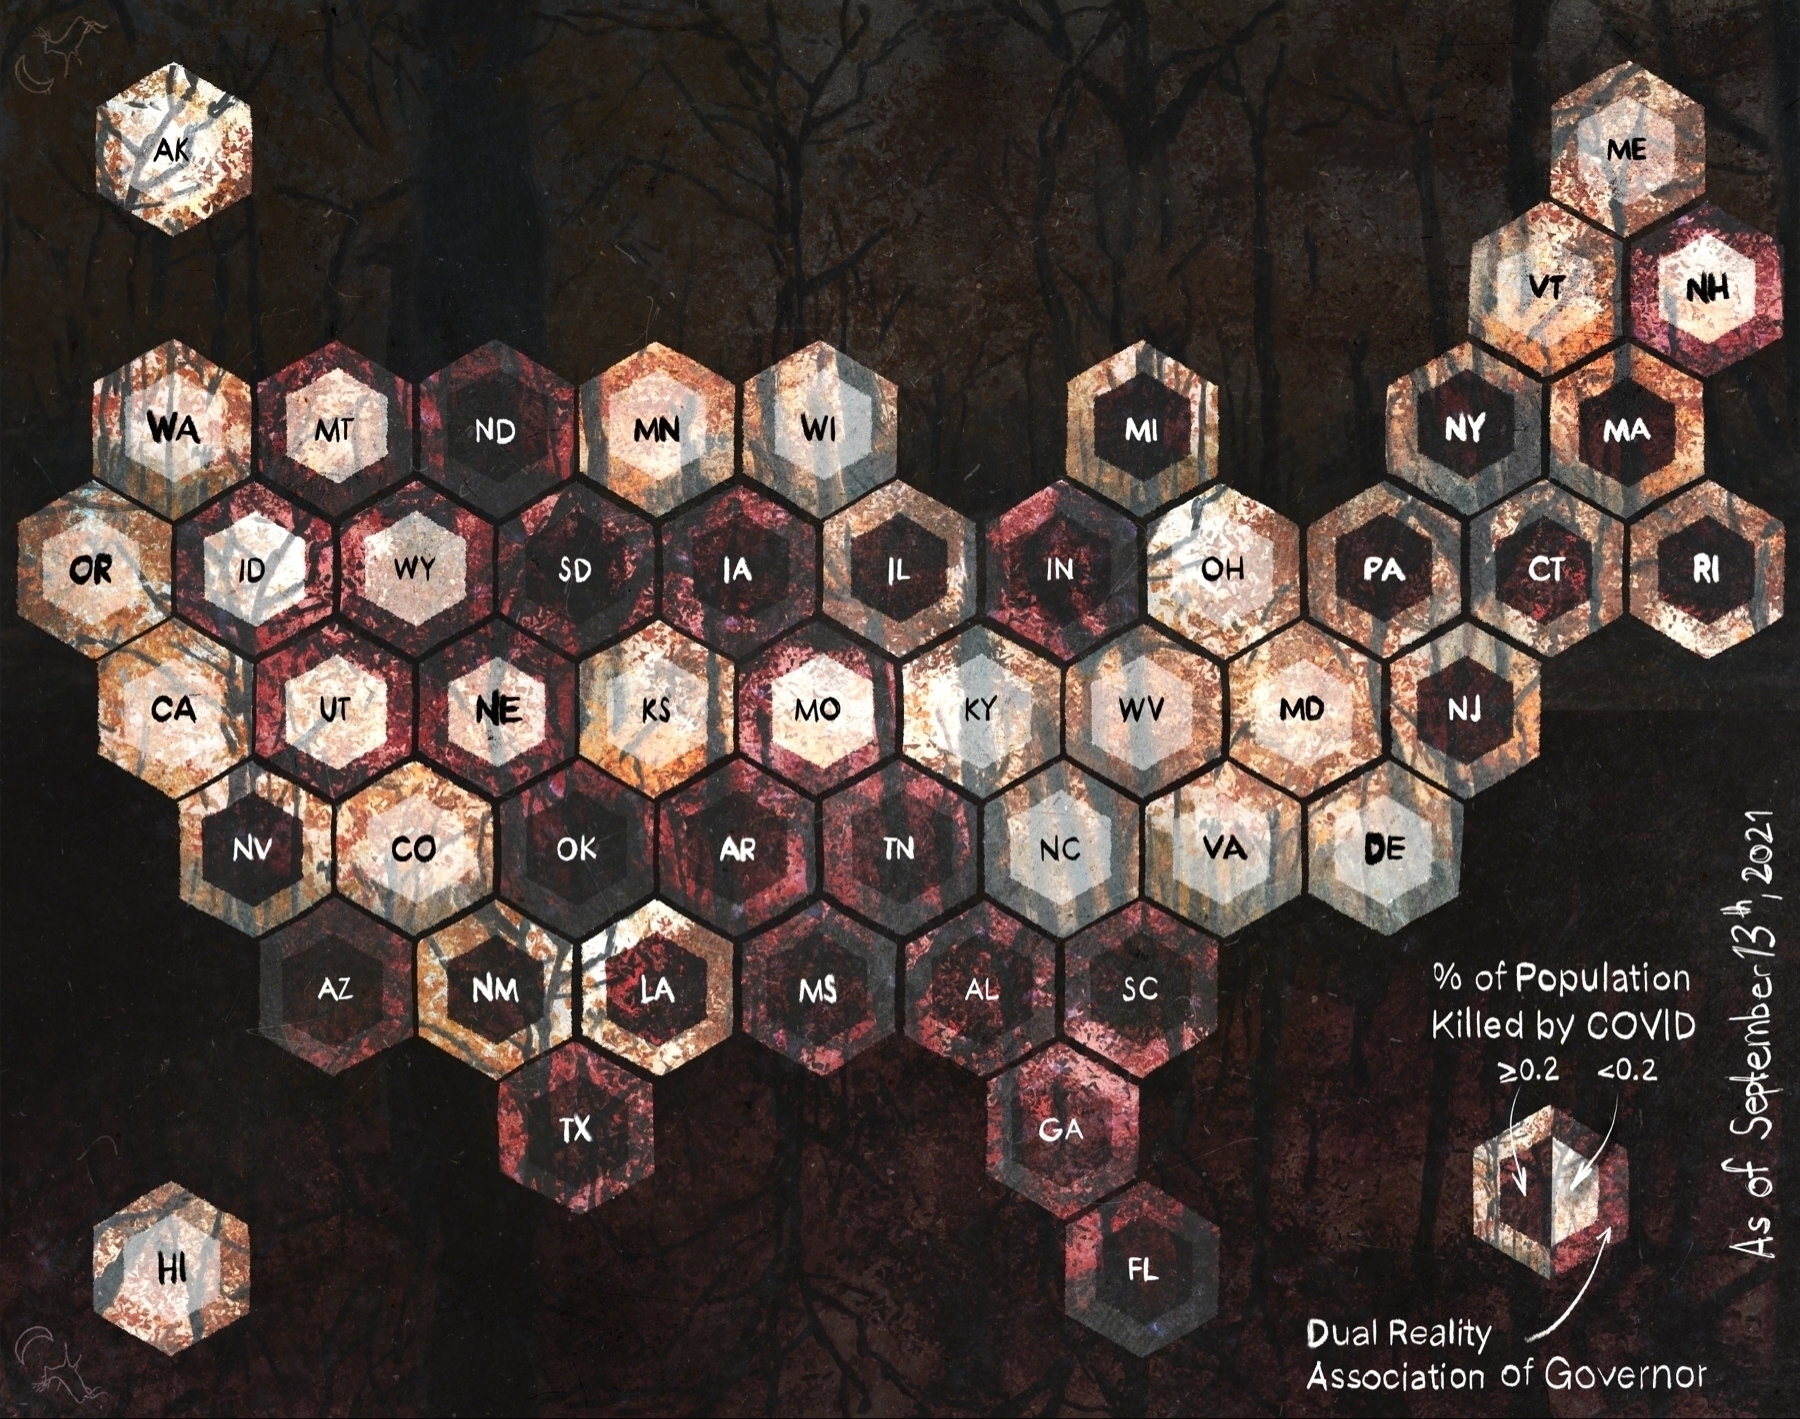 AK
ME
VT
NH
WA
MT
ND
MN
WI
MI
NY
MA
OR
ID
WY
SD
IA
IL
IN
OH
PA
CT
RI
CA
UT
NE
KS
MO
KY
WV
MD
NJ
NV
CO
OK
AR
TN
NC
VA
DE
AZ
NM
LA
MS
AL
SC
TX
GA
HI
FL
% of Population
Killed by COVID
≥0.2 <0.2
Dual Reality
Association of Governor
As of September 13th, 2021